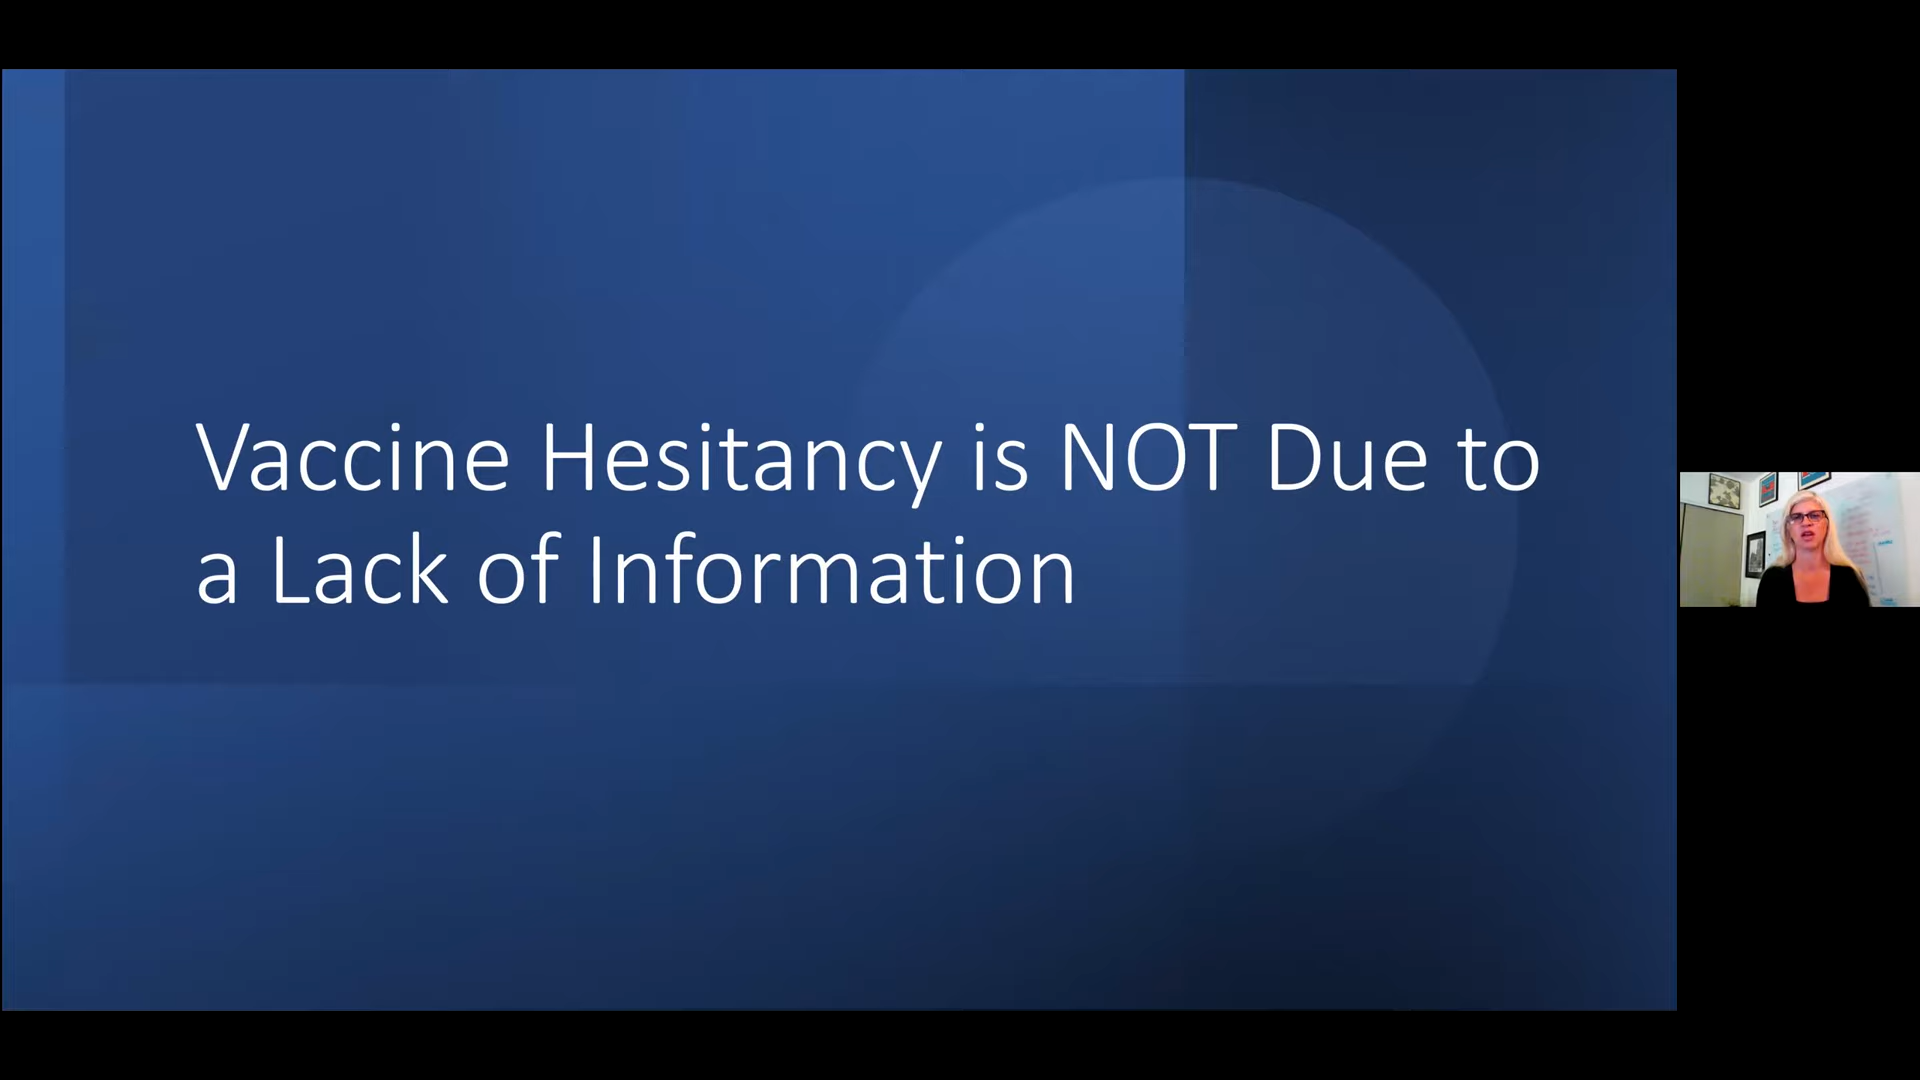 Vaccine Hesitancy is NOT Due to
a Lack of Information